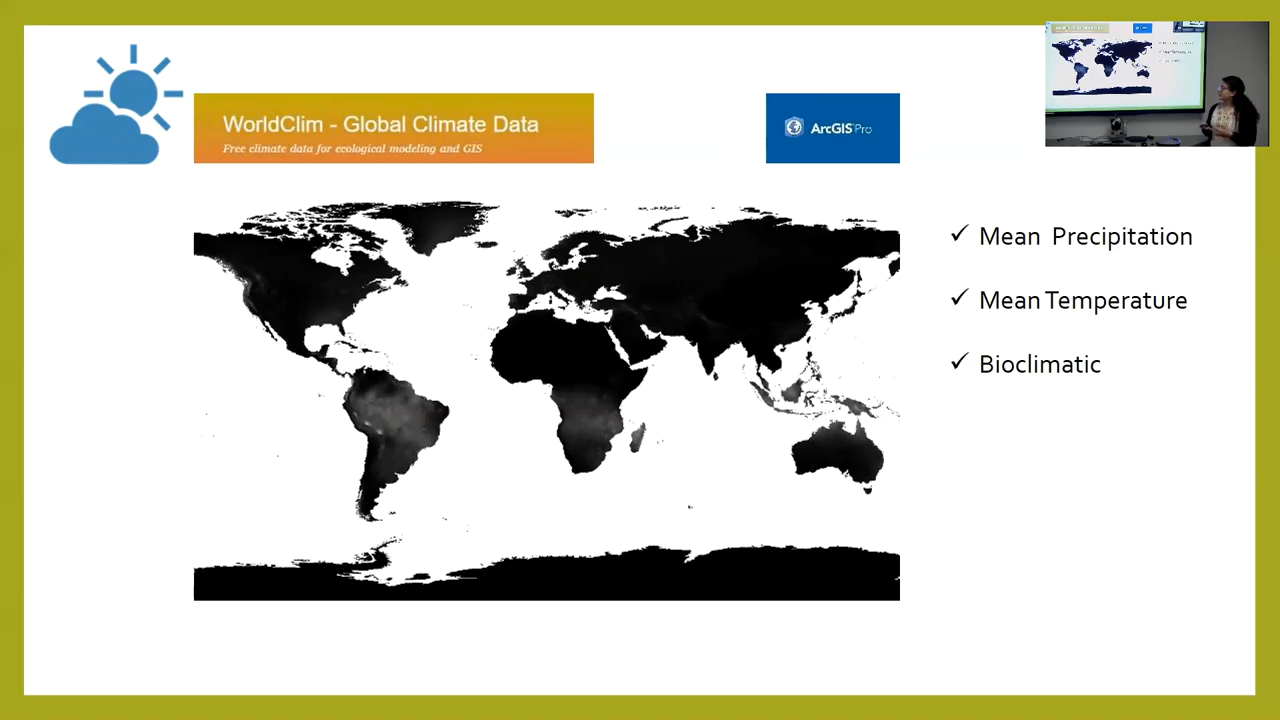 WorldClim - Global Climate Data
Free climate data for ecological modeling and GIS
ArcGIS Pro
Mean Precipitation
Mean Temperature
Bioclimatic